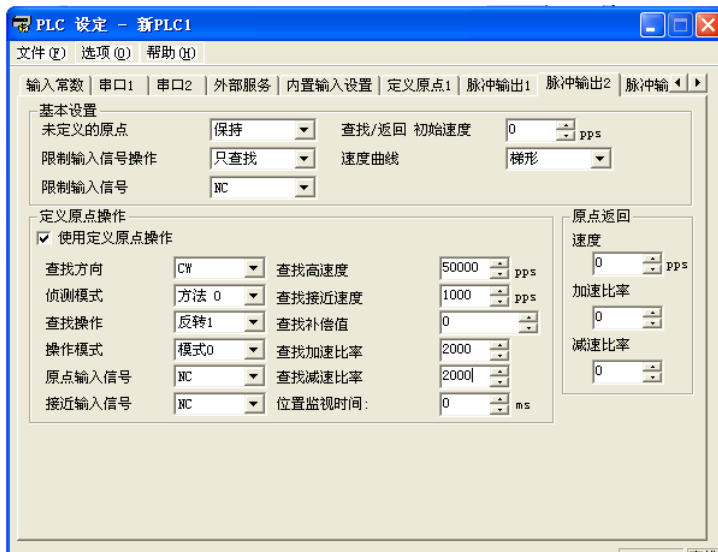 PLC 设定 - 新PLC1
文件(F) 选项(O) 帮助(H)
输入常数 串口1 串口2 外部服务 内置输入设置 定义原点1 脉冲输出1 脉冲输出2 脉冲输
基本设置
未定义的原点 保持 查找/返回 初始速度 0 pps
限制输入信号操作 只查找 速度曲线 梯形
限制输入信号 NC
定义原点操作 原点返回
使用定义原点操作 速度
查找方向 CW 查找高速度 50000 pps 0 pps
侦测模式 方法 0 查找接近速度 1000 pps 加速比率
查找操作 反转1 查找补偿值 0 0
操作模式 模式0 查找加速比率 2000 减速比率
原点输入信号 NC 查找减速比率 2000 0
接近输入信号 NC 位置监视时间: 0 ms